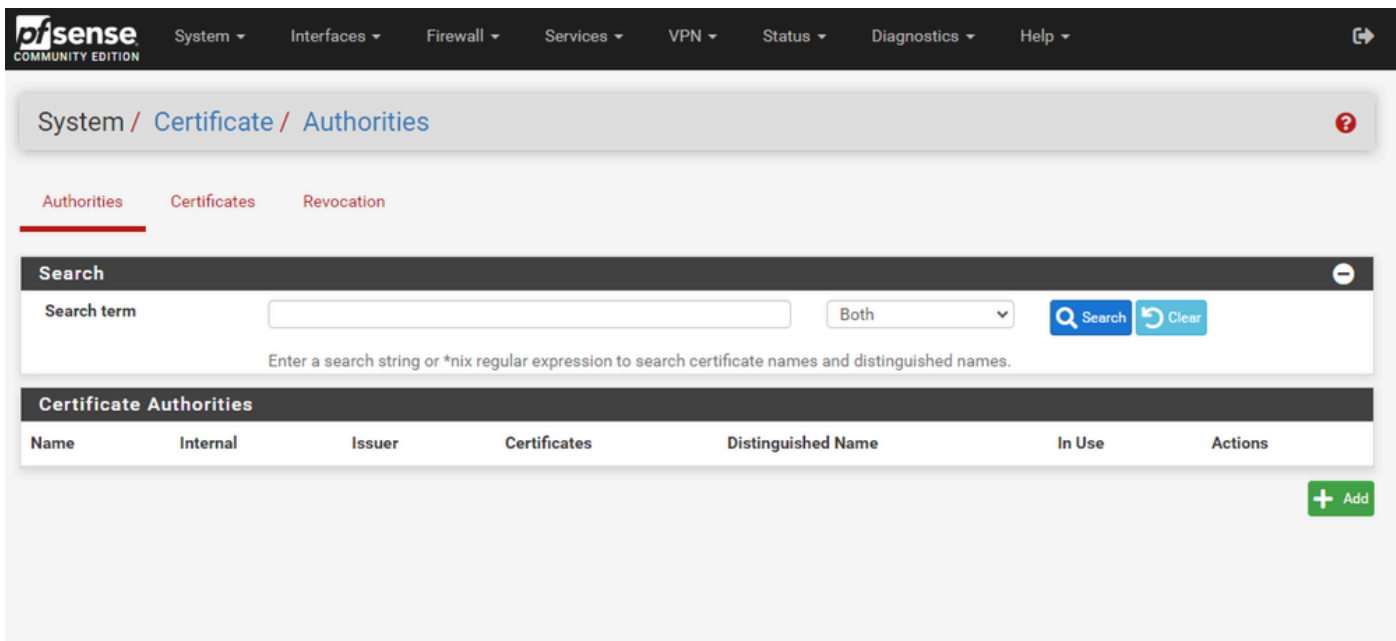 pfsense System Interfaces Firewall Services VPN Status Diagnostics Help
COMMUNITY EDITION
System / Certificate / Authorities
Authorities Certificates Revocation
Search
Search term Both Search Clear
Enter a search string or *nix regular expression to search certificate names and distinguished names.
Certificate Authorities
Name Internal Issuer Certificates Distinguished Name In Use Actions
Add